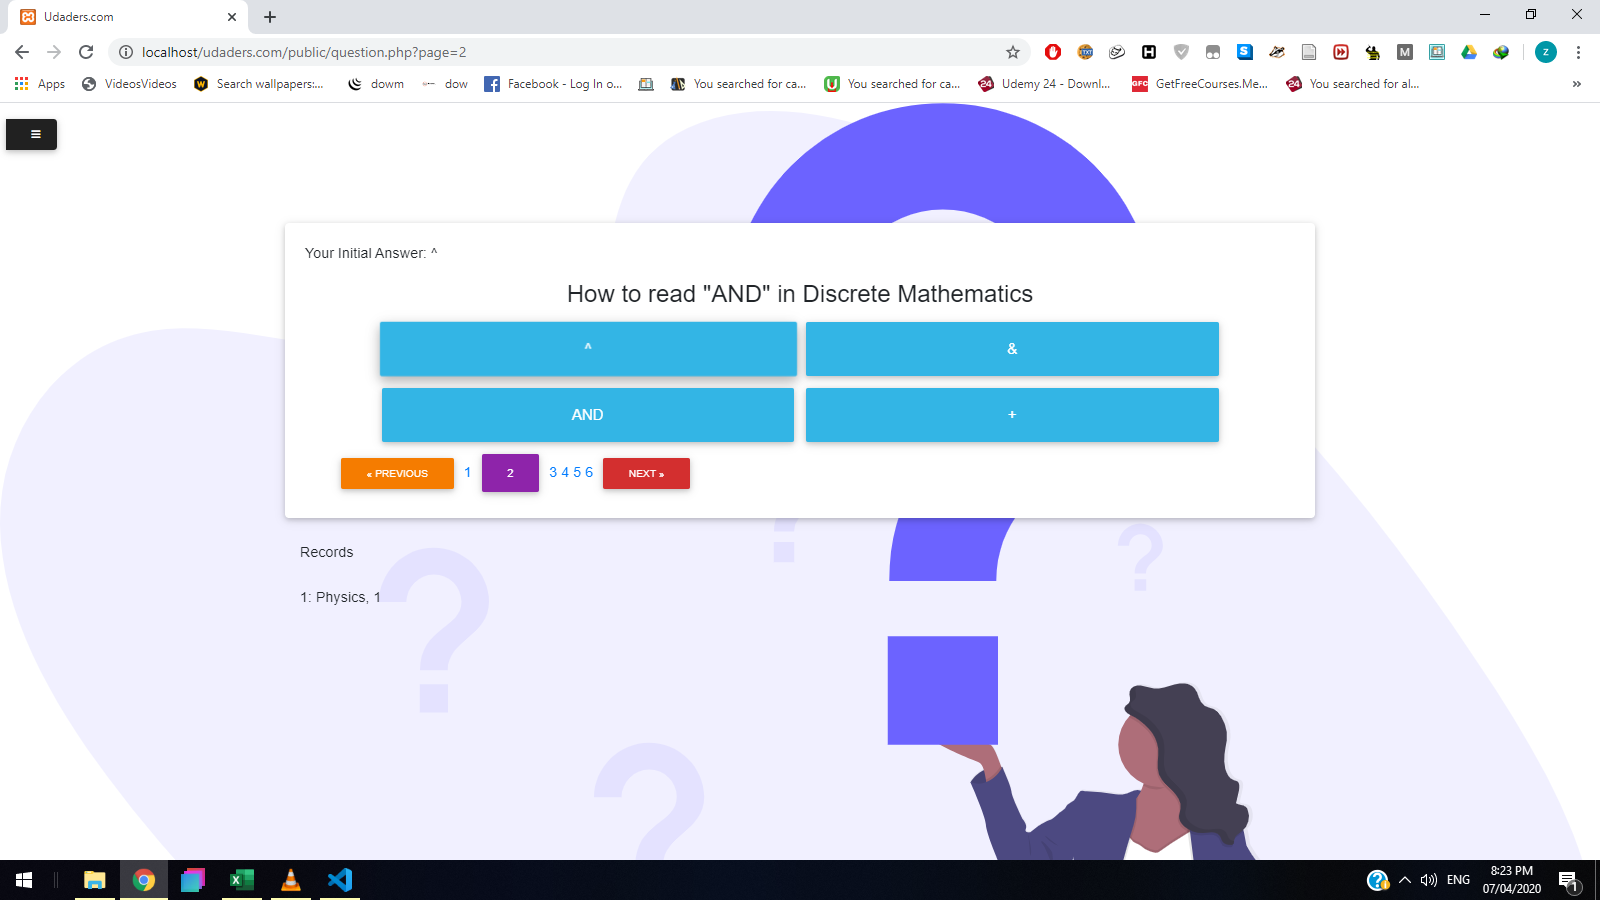 Udaders.com
localhost/udaders.com/public/question.php?page=2
Apps VideosVideos Search wallpapers:... dowm dow Facebook - Log In o... You searched for ca... You searched for ca... Udemy 24 - Downl... GetFreeCourses.Me... You searched for al... »
Your Initial Answer: ^
How to read "AND" in Discrete Mathematics
^ &
AND +
« PREVIOUS 1 2 3 4 5 6 NEXT »
Records
1: Physics, 1
ENG 8:23 PM
07/04/2020 1